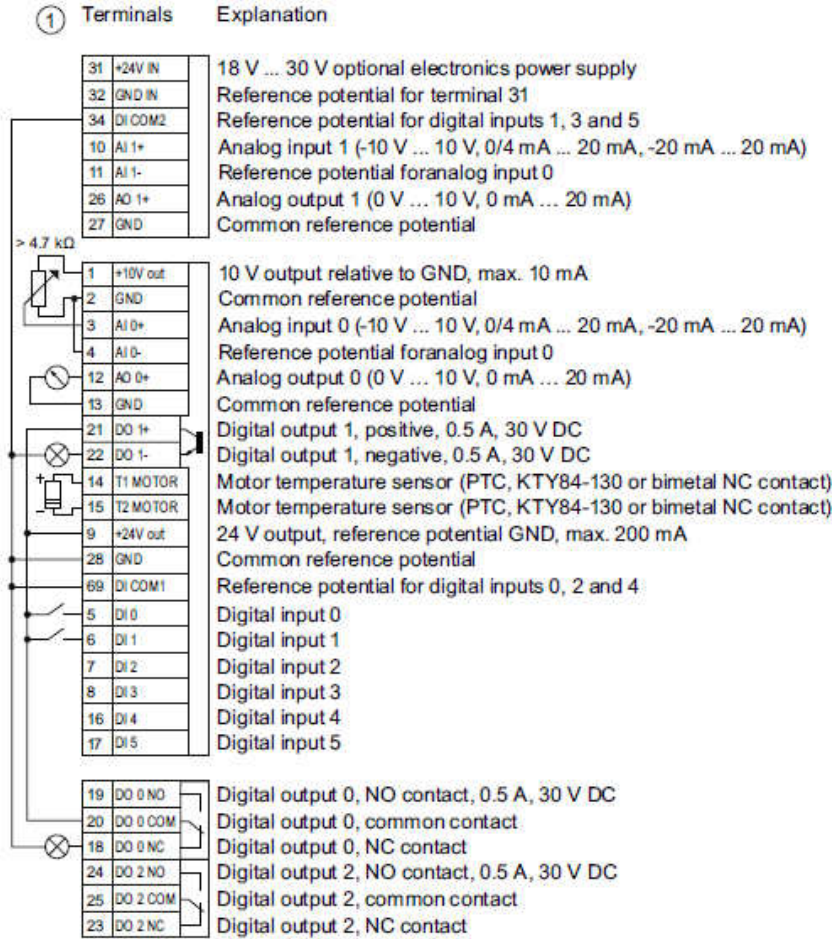 1 Terminals Explanation
31 +24V IN 18 V ... 30 V optional electronics power supply
32 GND IN Reference potential for terminal 31
34 DI COM2 Reference potential for digital inputs 1, 3 and 5
10 AI 1+ Analog input 1 (-10 V ... 10 V, 0/4 mA ... 20 mA, -20 mA ... 20 mA)
11 AI 1- Reference potential foranalog input 0
26 AO 1+ Analog output 1 (0 V ... 10 V, 0 mA ... 20 mA)
27 GND Common reference potential
> 4.7 kΩ
1 +10V out 10 V output relative to GND, max. 10 mA
2 GND Common reference potential
3 AI 0+ Analog input 0 (-10 V ... 10 V, 0/4 mA ... 20 mA, -20 mA ... 20 mA)
4 AI 0- Reference potential foranalog input 0
12 AO 0+ Analog output 0 (0 V ... 10 V, 0 mA ... 20 mA)
13 GND Common reference potential
21 DO 1+ Digital output 1, positive, 0.5 A, 30 V DC
22 DO 1- Digital output 1, negative, 0.5 A, 30 V DC
+ 14 T1 MOTOR Motor temperature sensor (PTC, KTY84-130 or bimetal NC contact)
- 15 T2 MOTOR Motor temperature sensor (PTC, KTY84-130 or bimetal NC contact)
9 +24V out 24 V output, reference potential GND, max. 200 mA
28 GND Common reference potential
69 DI COM1 Reference potential for digital inputs 0, 2 and 4
5 DI 0 Digital input 0
6 DI 1 Digital input 1
7 DI 2 Digital input 2
8 DI 3 Digital input 3
16 DI 4 Digital input 4
17 DI 5 Digital input 5
19 DO 0 NO Digital output 0, NO contact, 0.5 A, 30 V DC
20 DO 0 COM Digital output 0, common contact
18 DO 0 NC Digital output 0, NC contact
24 DO 2 NO Digital output 2, NO contact, 0.5 A, 30 V DC
25 DO 2 COM Digital output 2, common contact
23 DO 2 NC Digital output 2, NC contact